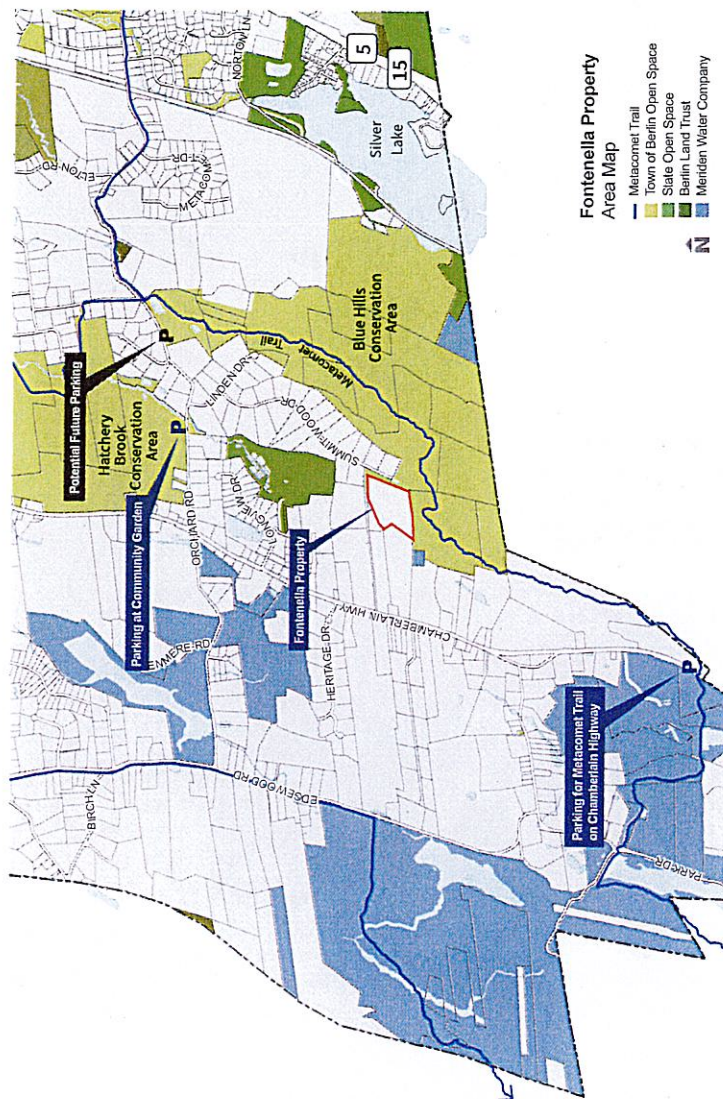 Fontenella Property
Area Map
Metacomet Trail
Town of Berlin Open Space
State Open Space
Berlin Land Trust
Meriden Water Company
N
NORTON LN
5
15
Silver
Lake
ELTON RD
METACOMET DR
Potential Future Parking
P
Hatchery
Brook
Conservation
Area
P
Parking at Community Garden
LINDEN DR
Metacomet
Trail
Blue Hills
Conservation
Area
SUMMIT WOOD DR
LONGVIEW DR
ORCHARD RD
Fontenella Property
CHAMBERLAIN HWY
HERITAGE DR
BIRCH LN
EDGEWOOD RD
Parking for Metacomet Trail
on Chamberlain Highway
P
PARK DR